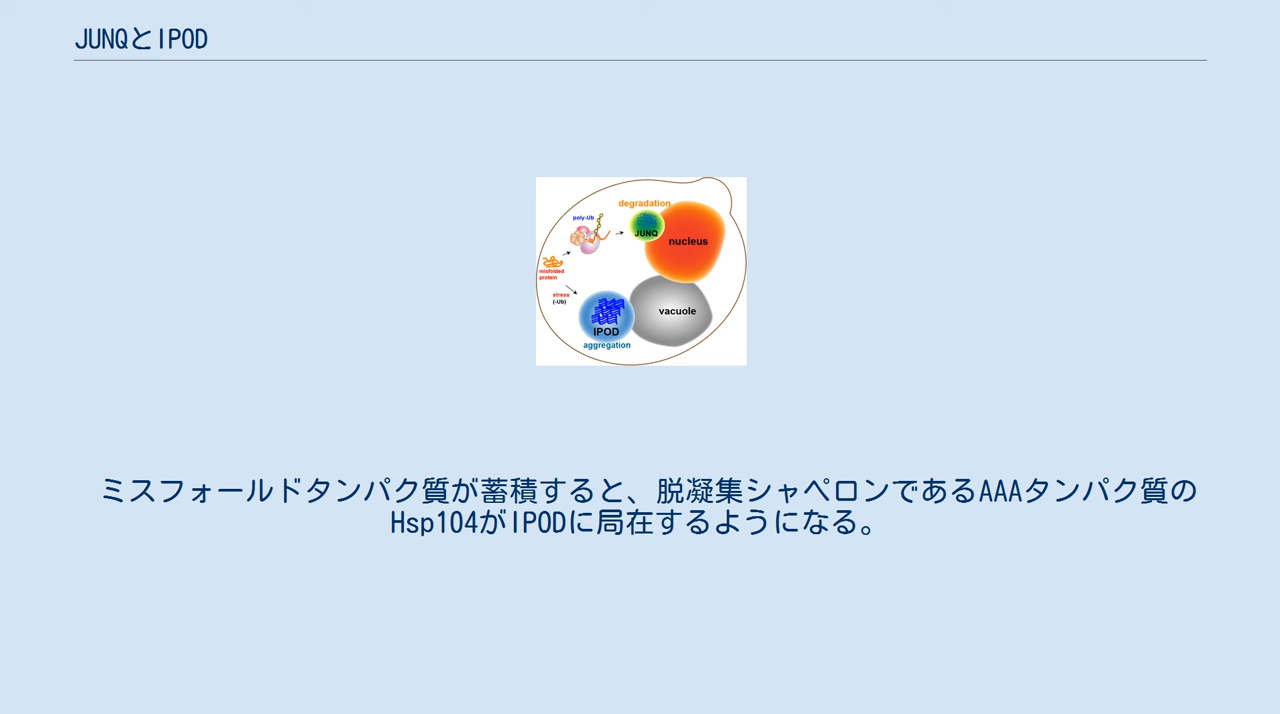 JUNQとIPOD
degradation
poly-Ub
JUNQ
nucleus
misfolded
protein
stress
(-Ub)
vacuole
IPOD
aggregation
ミスフォールドタンパク質が蓄積すると、脱凝集シャペロンであるAAAタンパク質の
Hsp104がIPODに局在するようになる。